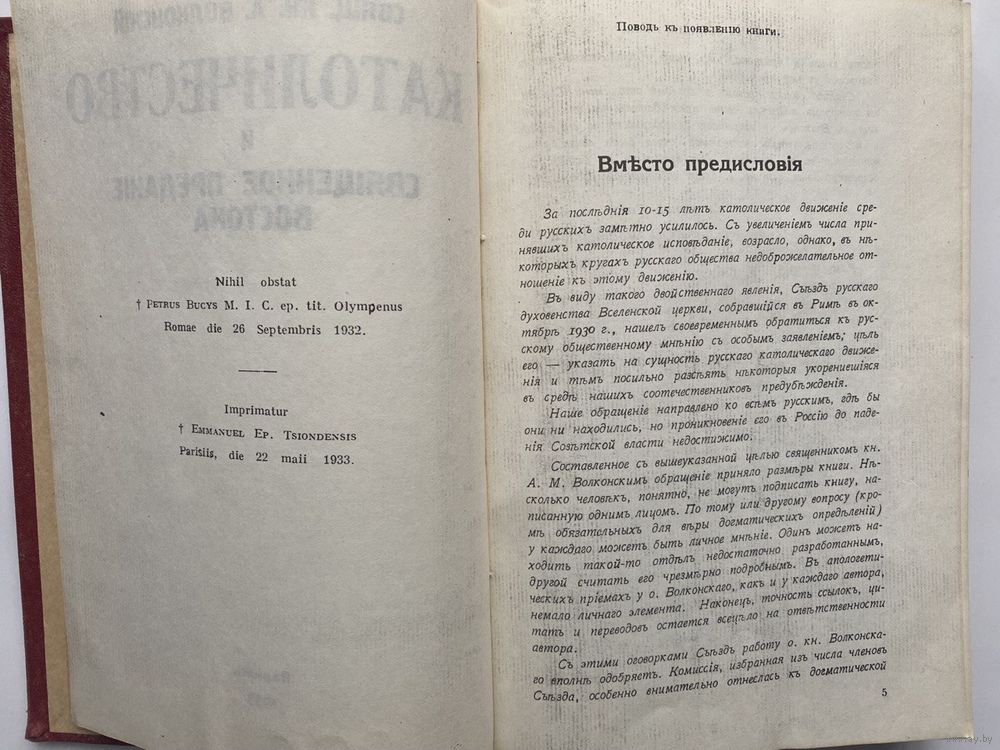 СВЯЩ. КН. А. ВОЛКОНСКІЙ
КАТОЛИЧЕСТВО
И
СВЯЩЕННОЕ ПРЕДАНІЕ
ВОСТОКА
Nihil obstat
† Petrus Bucys M. I. C. ep. tit. Olympenus
Romae die 26 Septembris 1932.
Imprimatur
† Emmanuel Ep. Tsiondensis
Parisiis, die 22 maii 1933.
Поводъ къ появленію книги.
Вмѣсто предисловія
За послѣднія 10-15 лѣтъ католическое движеніе сре-
ди русскихъ замѣтно усилилось. Съ увеличеніемъ числа при-
нявшихъ католическое исповѣданіе, возрасло, однако, въ нѣ-
которыхъ кругахъ русскаго общества недоброжелательное от-
ношеніе къ этому движенію.
Въ виду такого двойственнаго явленія, Съѣздъ русскаго
духовенства Вселенской церкви, собравшійся въ Римѣ въ ок-
тябрѣ 1930 г., нашелъ своевременнымъ обратиться къ рус-
скому общественному мнѣнію съ особымъ заявленіемъ; цѣль
его — указать на сущность русскаго католическаго движе-
нія и тѣмъ посильно разсѣять нѣкоторыя укоренившіяся
въ средѣ нашихъ соотечественниковъ предубѣжденія.
Наше обращеніе направлено ко всѣмъ русскимъ, гдѣ бы
они ни находились, но проникновеніе его въ Россію до паде-
нія Совѣтской власти недостижимо.
Составленное съ вышеуказанной цѣлью священникомъ кн.
А. М. Волконскимъ обращеніе приняло размѣры книги. Нѣ-
сколько человѣкъ, понятно, не могутъ подписать книгу, на-
писанную однимъ лицомъ. По тому или другому вопросу (кро-
мѣ обязательныхъ для вѣры догматическихъ опредѣленій)
у каждаго можетъ быть личное мнѣніе. Одинъ можетъ на-
ходить такой-то отдѣлъ недостаточно разработаннымъ,
другой считать его чрезмѣрно подробнымъ. Въ апологети-
ческихъ пріемахъ у о. Волконскаго, какъ и у каждаго автора,
немало личнаго элемента. Наконецъ, точность ссылокъ, ци-
татъ и переводовъ остается всецѣло на отвѣтственности
автора.
Съ этими оговорками Съѣздъ работу о. кн. Волконска-
го вполнѣ одобряетъ. Комиссія, избранная изъ числа членовъ
Съѣзда, особенно внимательно отнеслась къ догматической
5